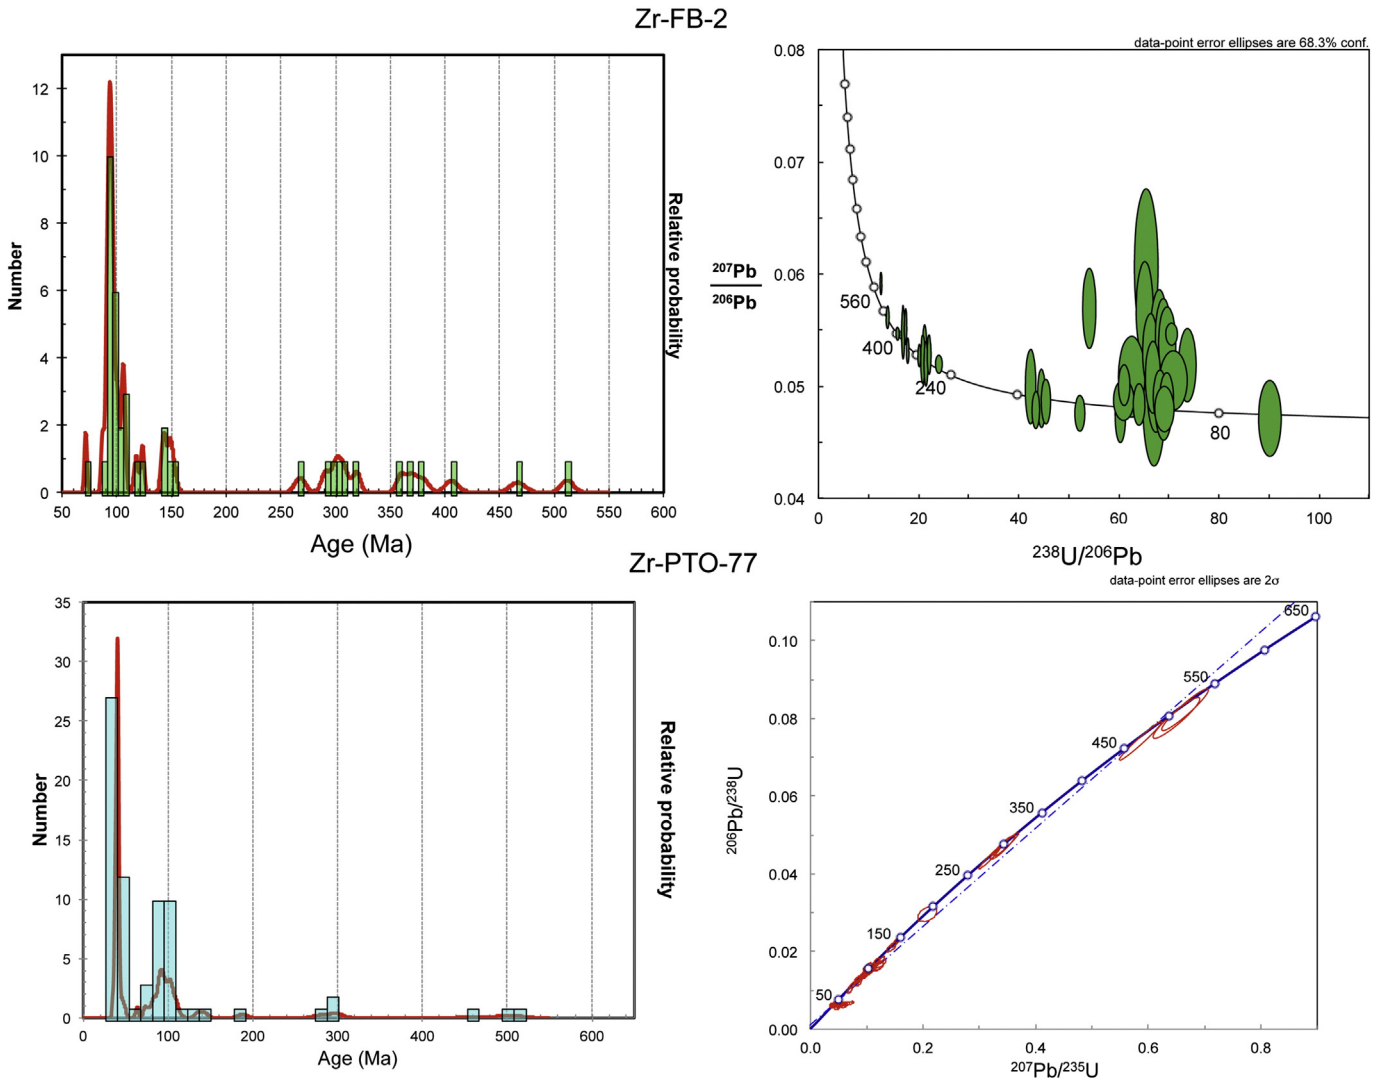 Zr-FB-2
12
10
8
6
4
2
0
Number
Relative probability
50 100 150 200 250 300 350 400 450 500 550 600
Age (Ma)
data-point error ellipses are 68.3% conf.
0.08
0.07
0.06
0.05
0.04
²⁰⁷Pb
²⁰⁶Pb
560
400
240
80
0 20 40 60 80 100
²³⁸U/²⁰⁶Pb
Zr-PTO-77
35
30
25
20
15
10
5
0
Number
Relative probability
0 100 200 300 400 500 600
Age (Ma)
data-point error ellipses are 2σ
0.10
0.08
0.06
0.04
0.02
0.00
²⁰⁶Pb/²³⁸U
650
550
450
350
250
150
50
0.0 0.2 0.4 0.6 0.8
²⁰⁷Pb/²³⁵U